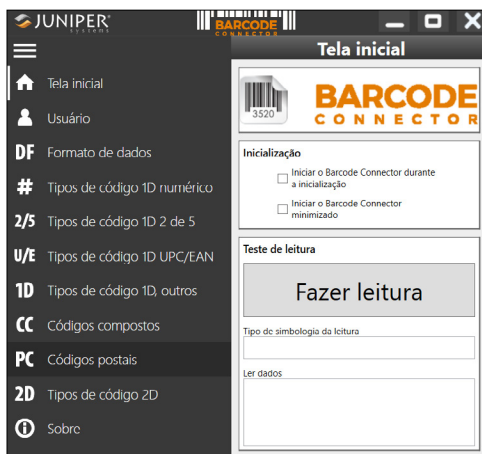 JUNIPER
systems
BARCODE
CONNECTOR
Tela inicial
Tela inicial
Usuário
DF Formato de dados
# Tipos de código 1D numérico
2/5 Tipos de código 1D 2 de 5
U/E Tipos de código 1D UPC/EAN
1D Tipos de código 1D, outros
CC Códigos compostos
PC Códigos postais
2D Tipos de código 2D
Sobre
3520
BARCODE
CONNECTOR
Inicialização
Iniciar o Barcode Connector durante
a inicialização
Iniciar o Barcode Connector
minimizado
Teste de leitura
Fazer leitura
Tipo de simbologia da leitura
Ler dados